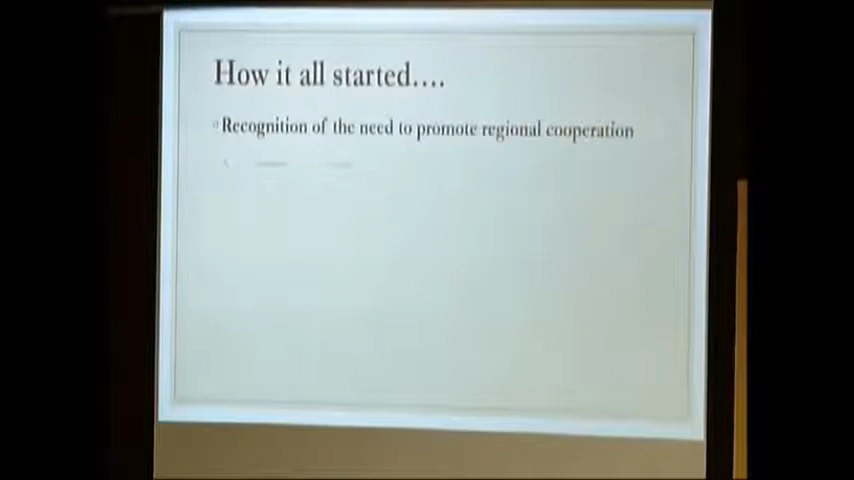 How it all started....
Recognition of the need to promote regional cooperation